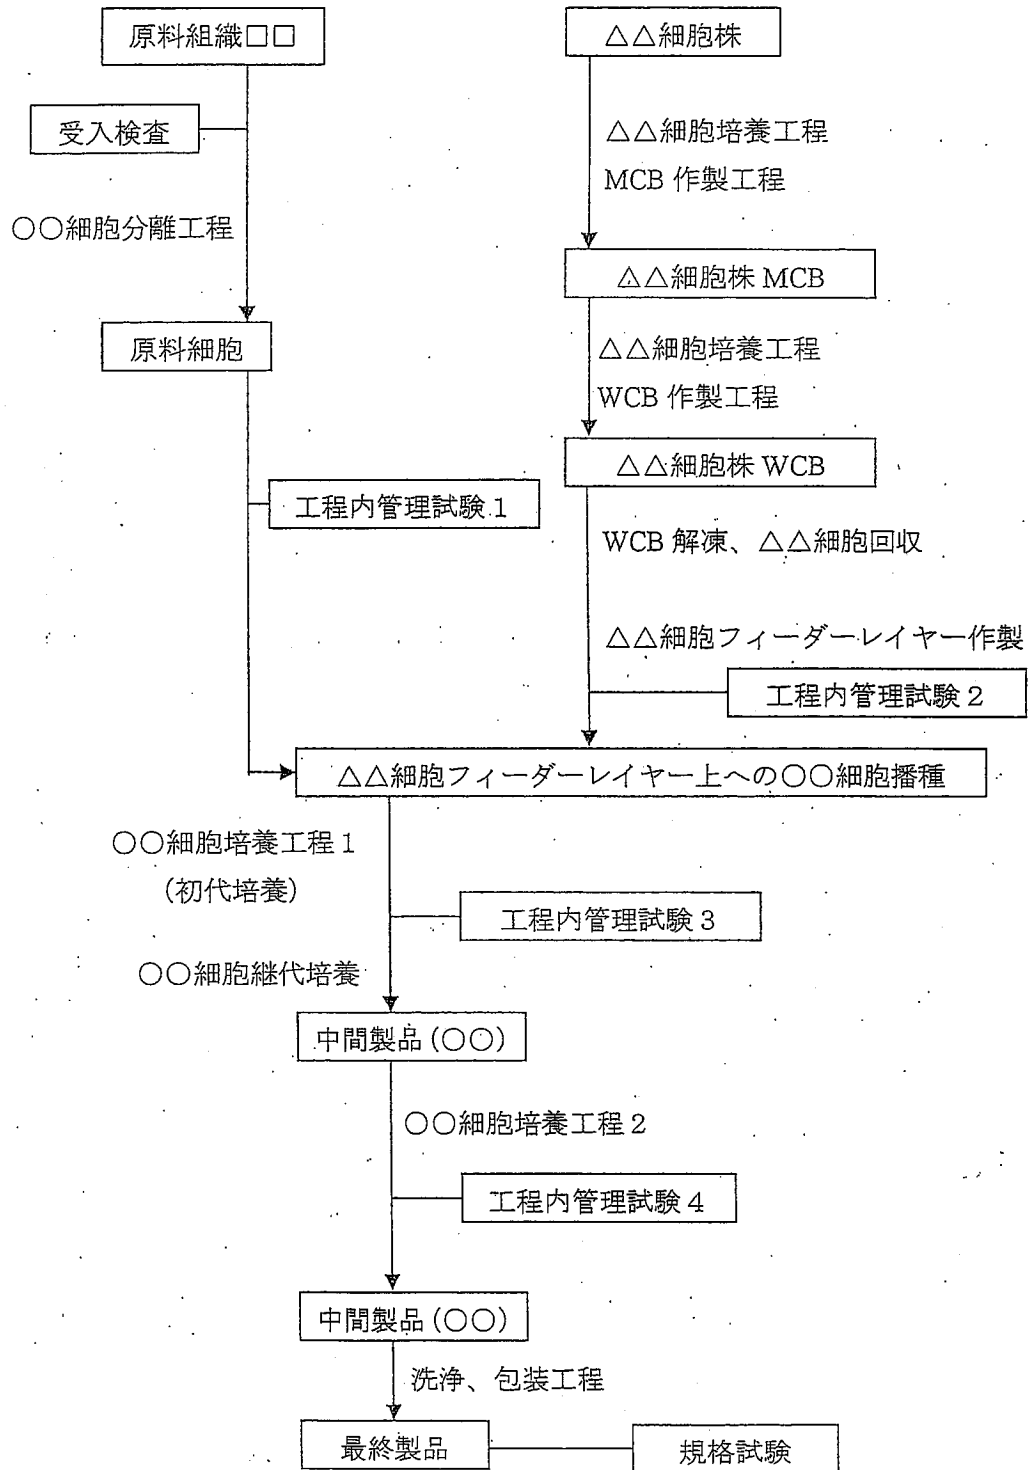 原料組織□□
△△細胞株
受入検査
△△細胞培養工程
MCB 作製工程
○○細胞分離工程
△△細胞株 MCB
原料細胞
△△細胞培養工程
WCB 作製工程
△△細胞株 WCB
工程内管理試験1
WCB 解凍、△△細胞回収
△△細胞フィーダーレイヤー作製
工程内管理試験2
△△細胞フィーダーレイヤー上への○○細胞播種
○○細胞培養工程1
(初代培養)
工程内管理試験3
○○細胞継代培養
中間製品(○○)
○○細胞培養工程2
工程内管理試験4
中間製品(○○)
洗浄、包装工程
最終製品
規格試験